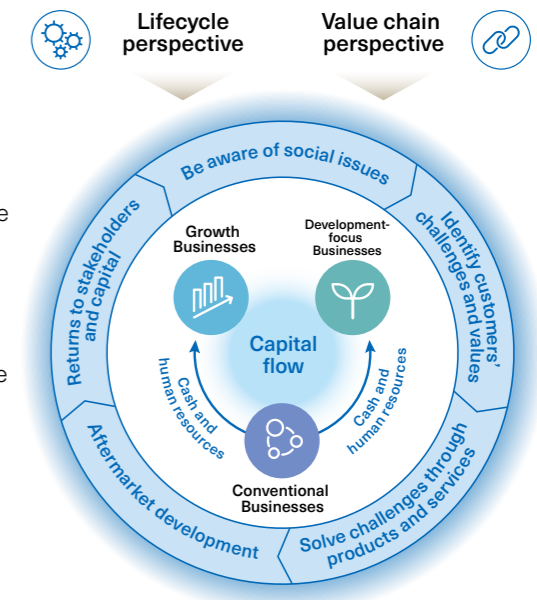 Lifecycle
perspective
Value chain
perspective
Be aware of social issues
Identify customers'
challenges and values
Solve challenges through
products and services
Aftermarket development
Returns to stakeholders
and capital
Growth
Businesses
Development-
focus
Businesses
Capital
flow
Cash and
human resources
Cash and
human resources
Conventional
Businesses
e
e